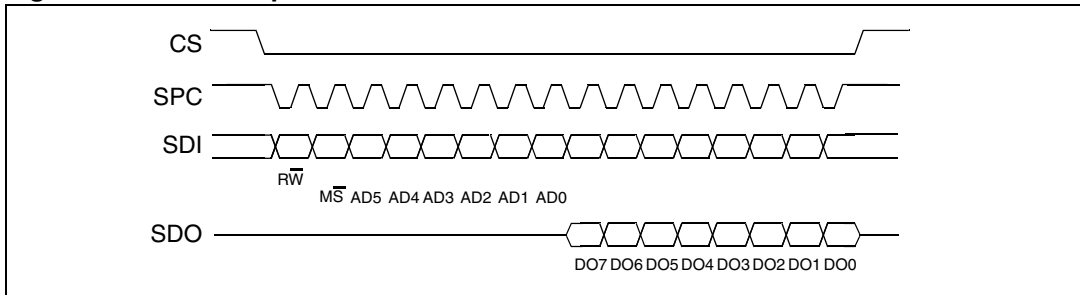 CS
SPC
SDI
RW̅
MS̅ AD5 AD4 AD3 AD2 AD1 AD0
SDO
DO7 DO6 DO5 DO4 DO3 DO2 DO1 DO0